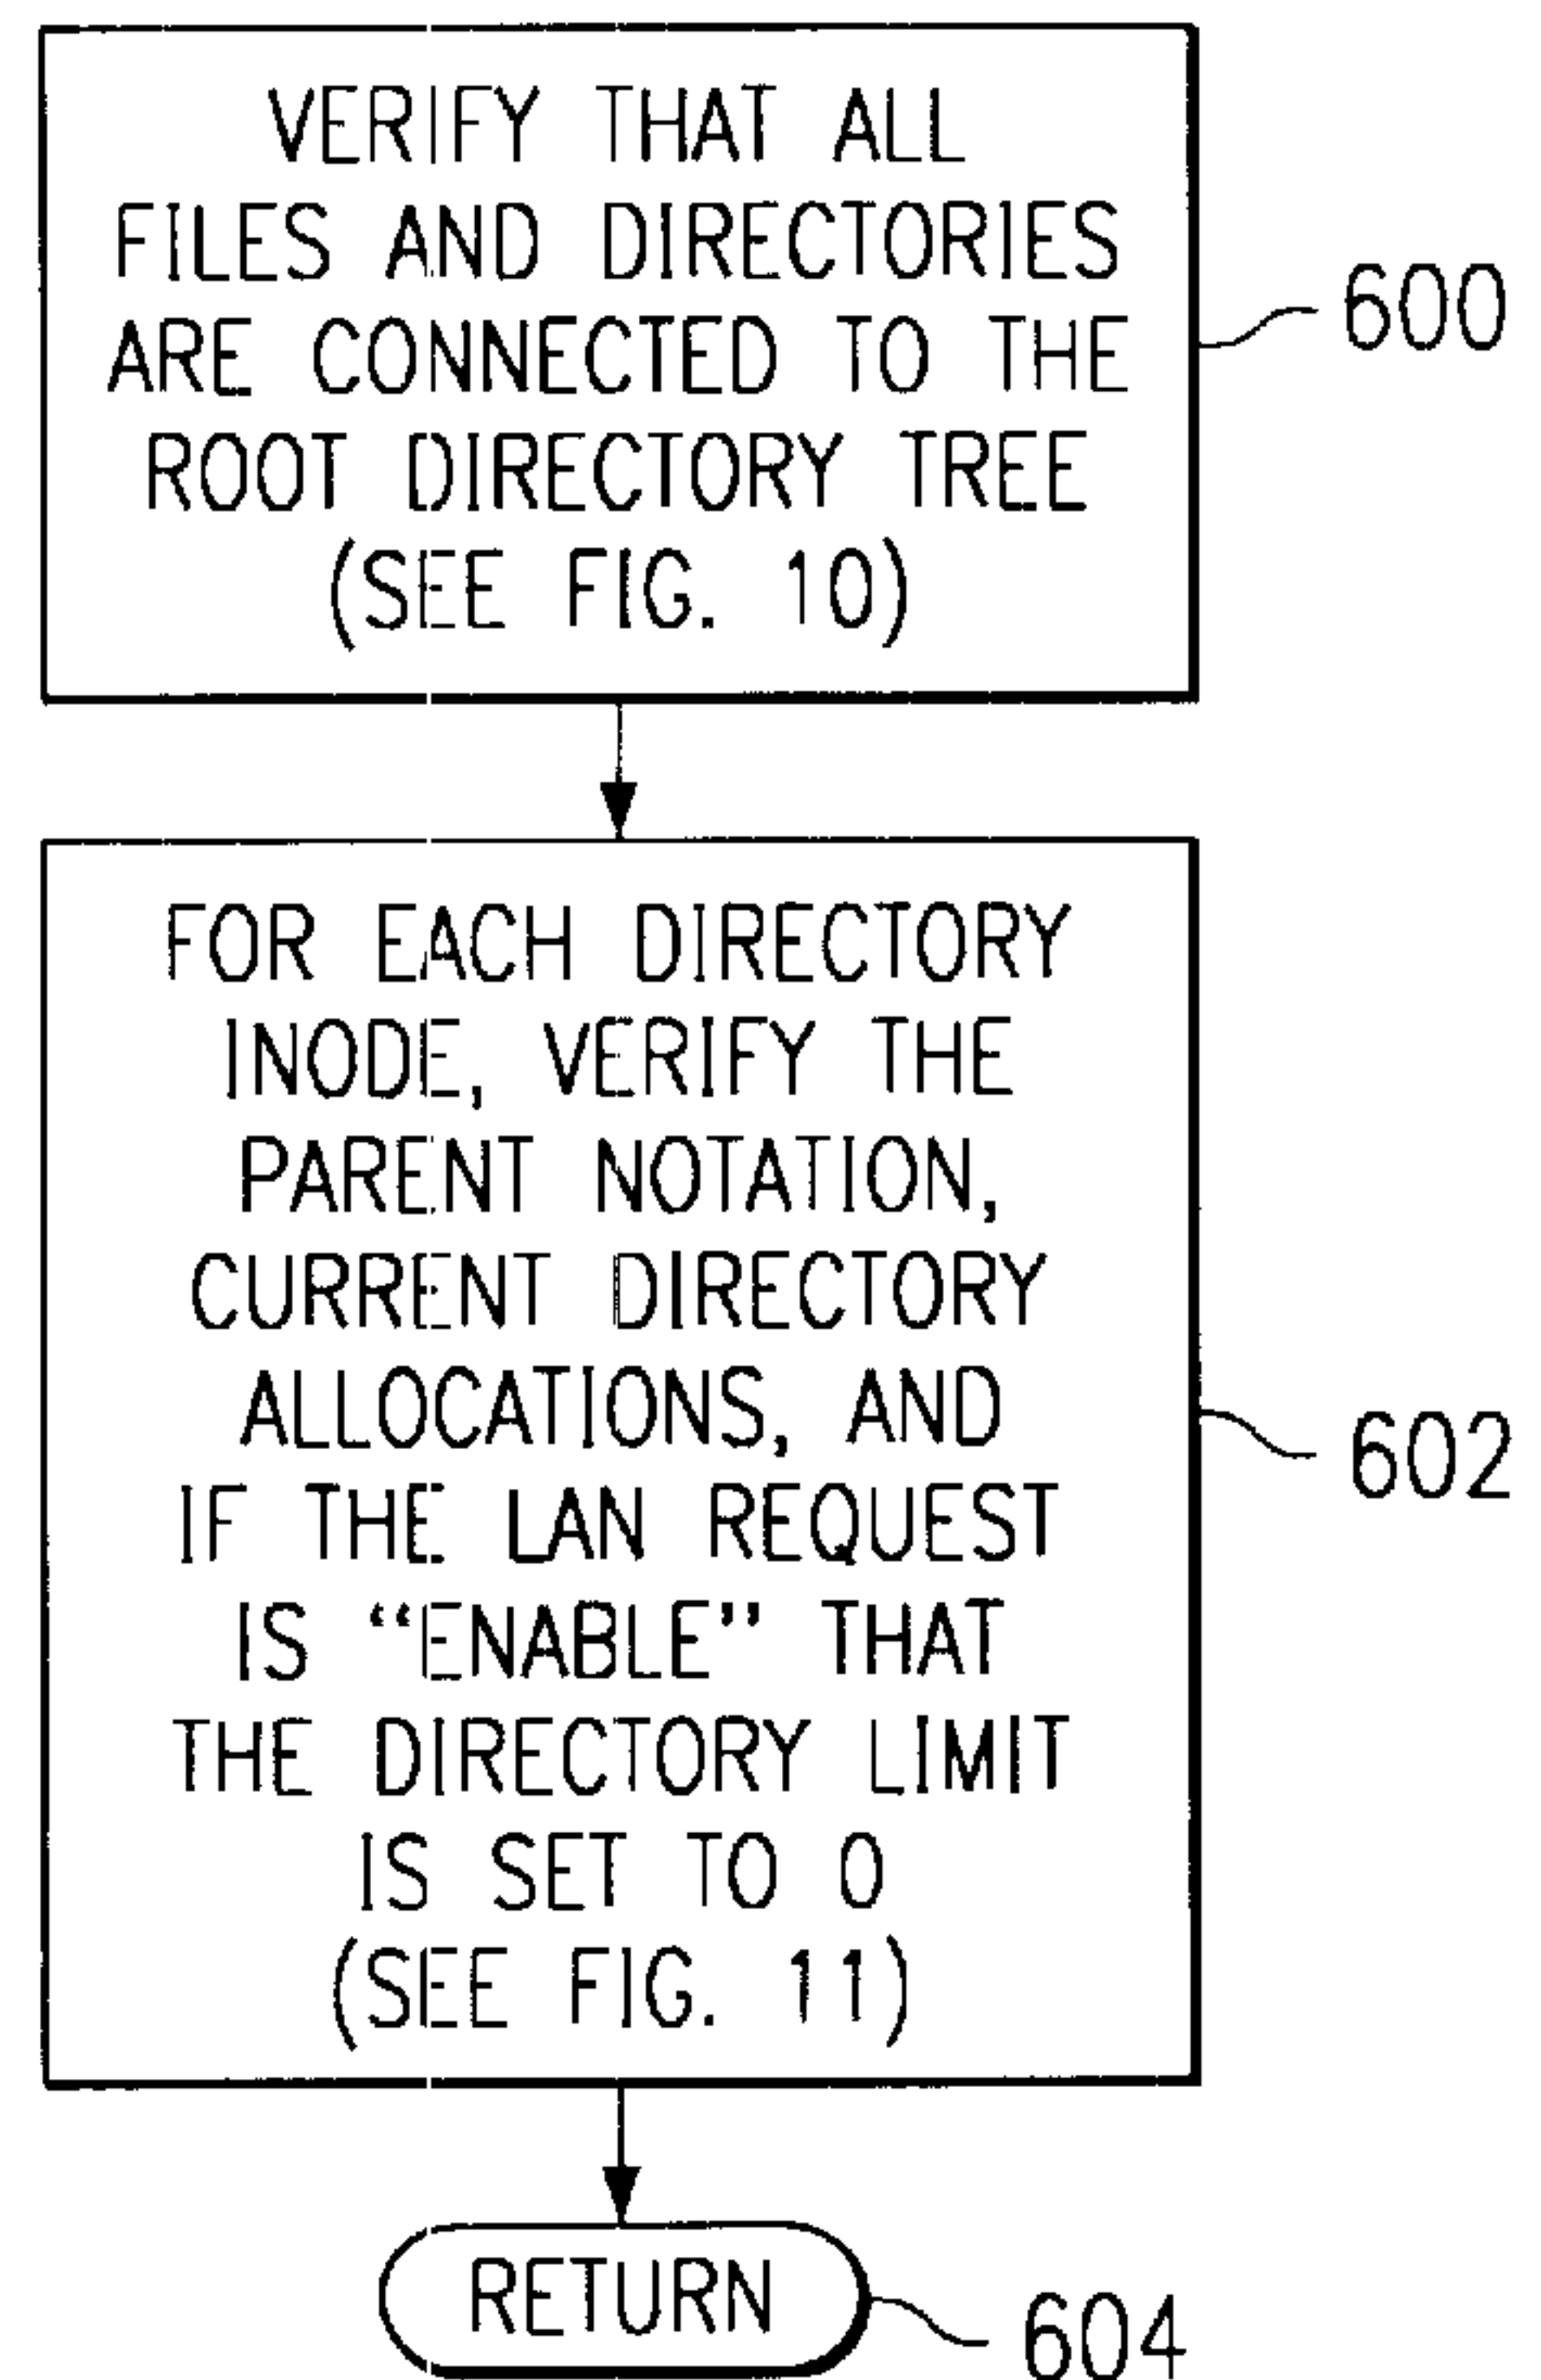 VERIFY THAT ALL
FILES AND DIRECTORIES
ARE CONNECTED TO THE
ROOT DIRECTORY TREE
(SEE FIG. 10)
600
FOR EACH DIRECTORY
INODE, VERIFY THE
PARENT NOTATION,
CURRENT DIRECTORY
ALLOCATIONS, AND
IF THE LAN REQUEST
IS “ENABLE” THAT
THE DIRECTORY LIMIT
IS SET TO 0
(SEE FIG. 11)
602
RETURN
604